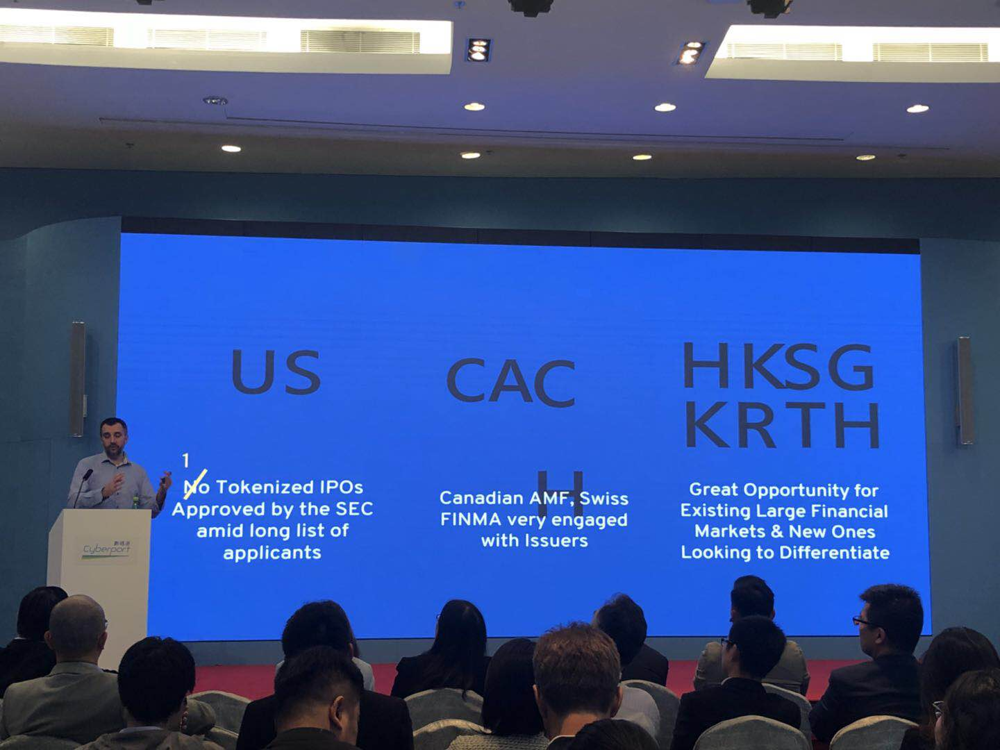 US
1
No Tokenized IPOs
Approved by the SEC
amid long list of
applicants
CAC
H
Canadian AMF, Swiss
FINMA very engaged
with Issuers
HKSG
KRTH
Great Opportunity for
Existing Large Financial
Markets & New Ones
Looking to Differentiate
數碼港
Cyberport